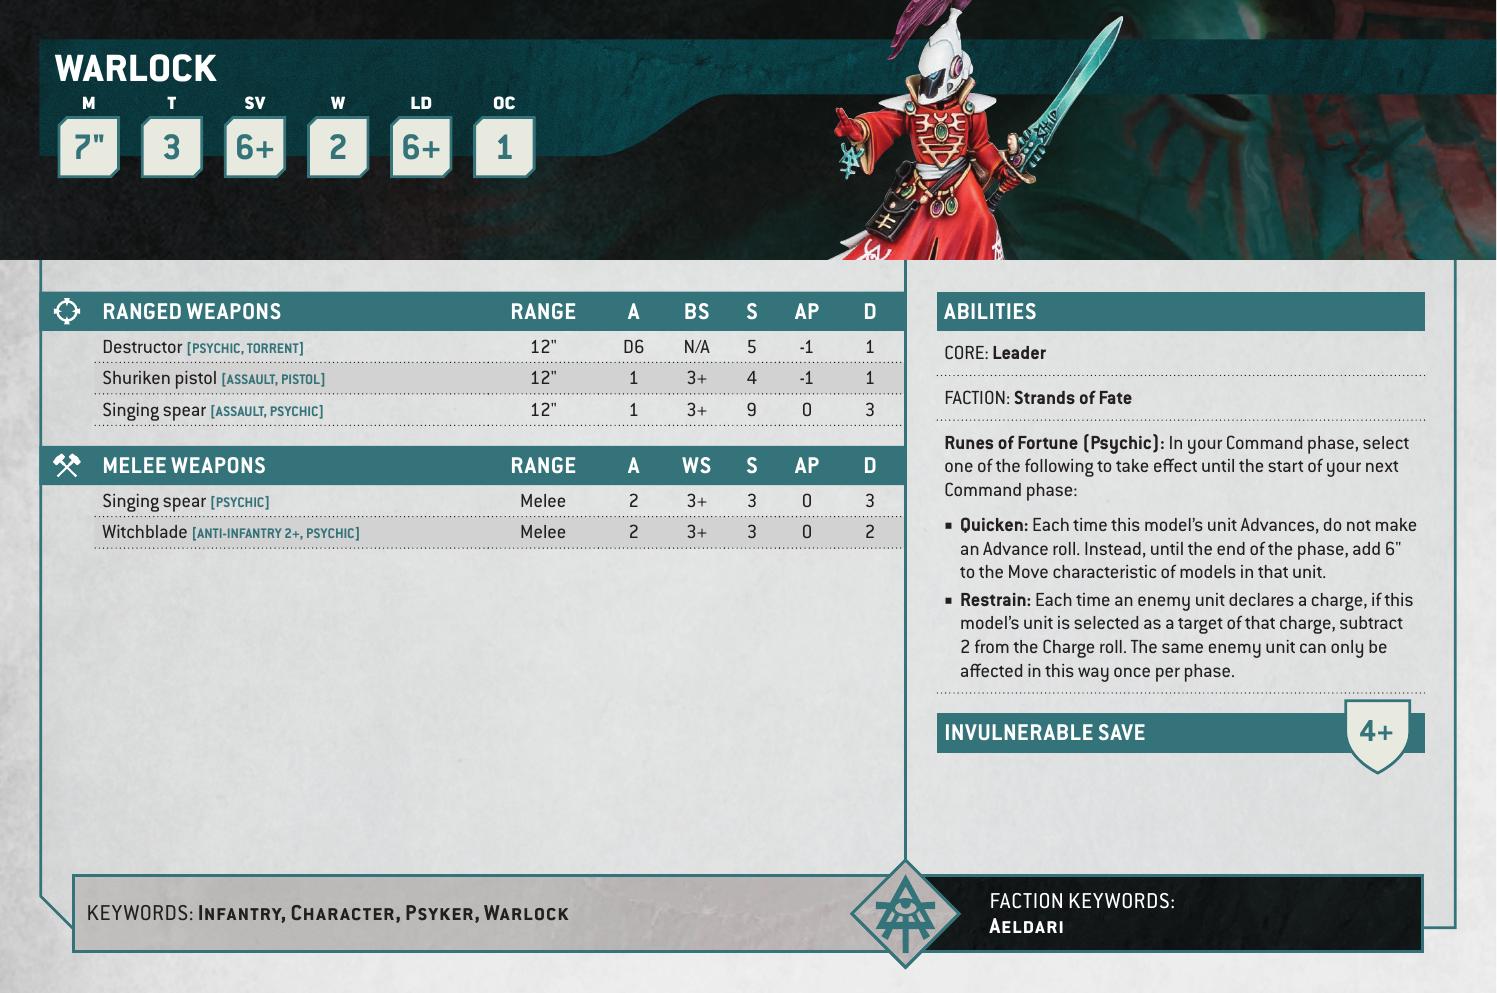 WARLOCK
M T SV W LD OC
7" 3 6+ 2 6+ 1
RANGED WEAPONS RANGE A BS S AP D
Destructor [PSYCHIC, TORRENT] 12" D6 N/A 5 -1 1
Shuriken pistol [ASSAULT, PISTOL] 12" 1 3+ 4 -1 1
Singing spear [ASSAULT, PSYCHIC] 12" 1 3+ 9 0 3
MELEE WEAPONS RANGE A WS S AP D
Singing spear [PSYCHIC] Melee 2 3+ 3 0 3
Witchblade [ANTI-INFANTRY 2+, PSYCHIC] Melee 2 3+ 3 0 2
ABILITIES
CORE: Leader
FACTION: Strands of Fate
Runes of Fortune (Psychic): In your Command phase, select
one of the following to take effect until the start of your next
Command phase:
▪ Quicken: Each time this model's unit Advances, do not make
an Advance roll. Instead, until the end of the phase, add 6"
to the Move characteristic of models in that unit.
▪ Restrain: Each time an enemy unit declares a charge, if this
model's unit is selected as a target of that charge, subtract
2 from the Charge roll. The same enemy unit can only be
affected in this way once per phase.
INVULNERABLE SAVE 4+
KEYWORDS: INFANTRY, CHARACTER, PSYKER, WARLOCK
FACTION KEYWORDS:
AELDARI